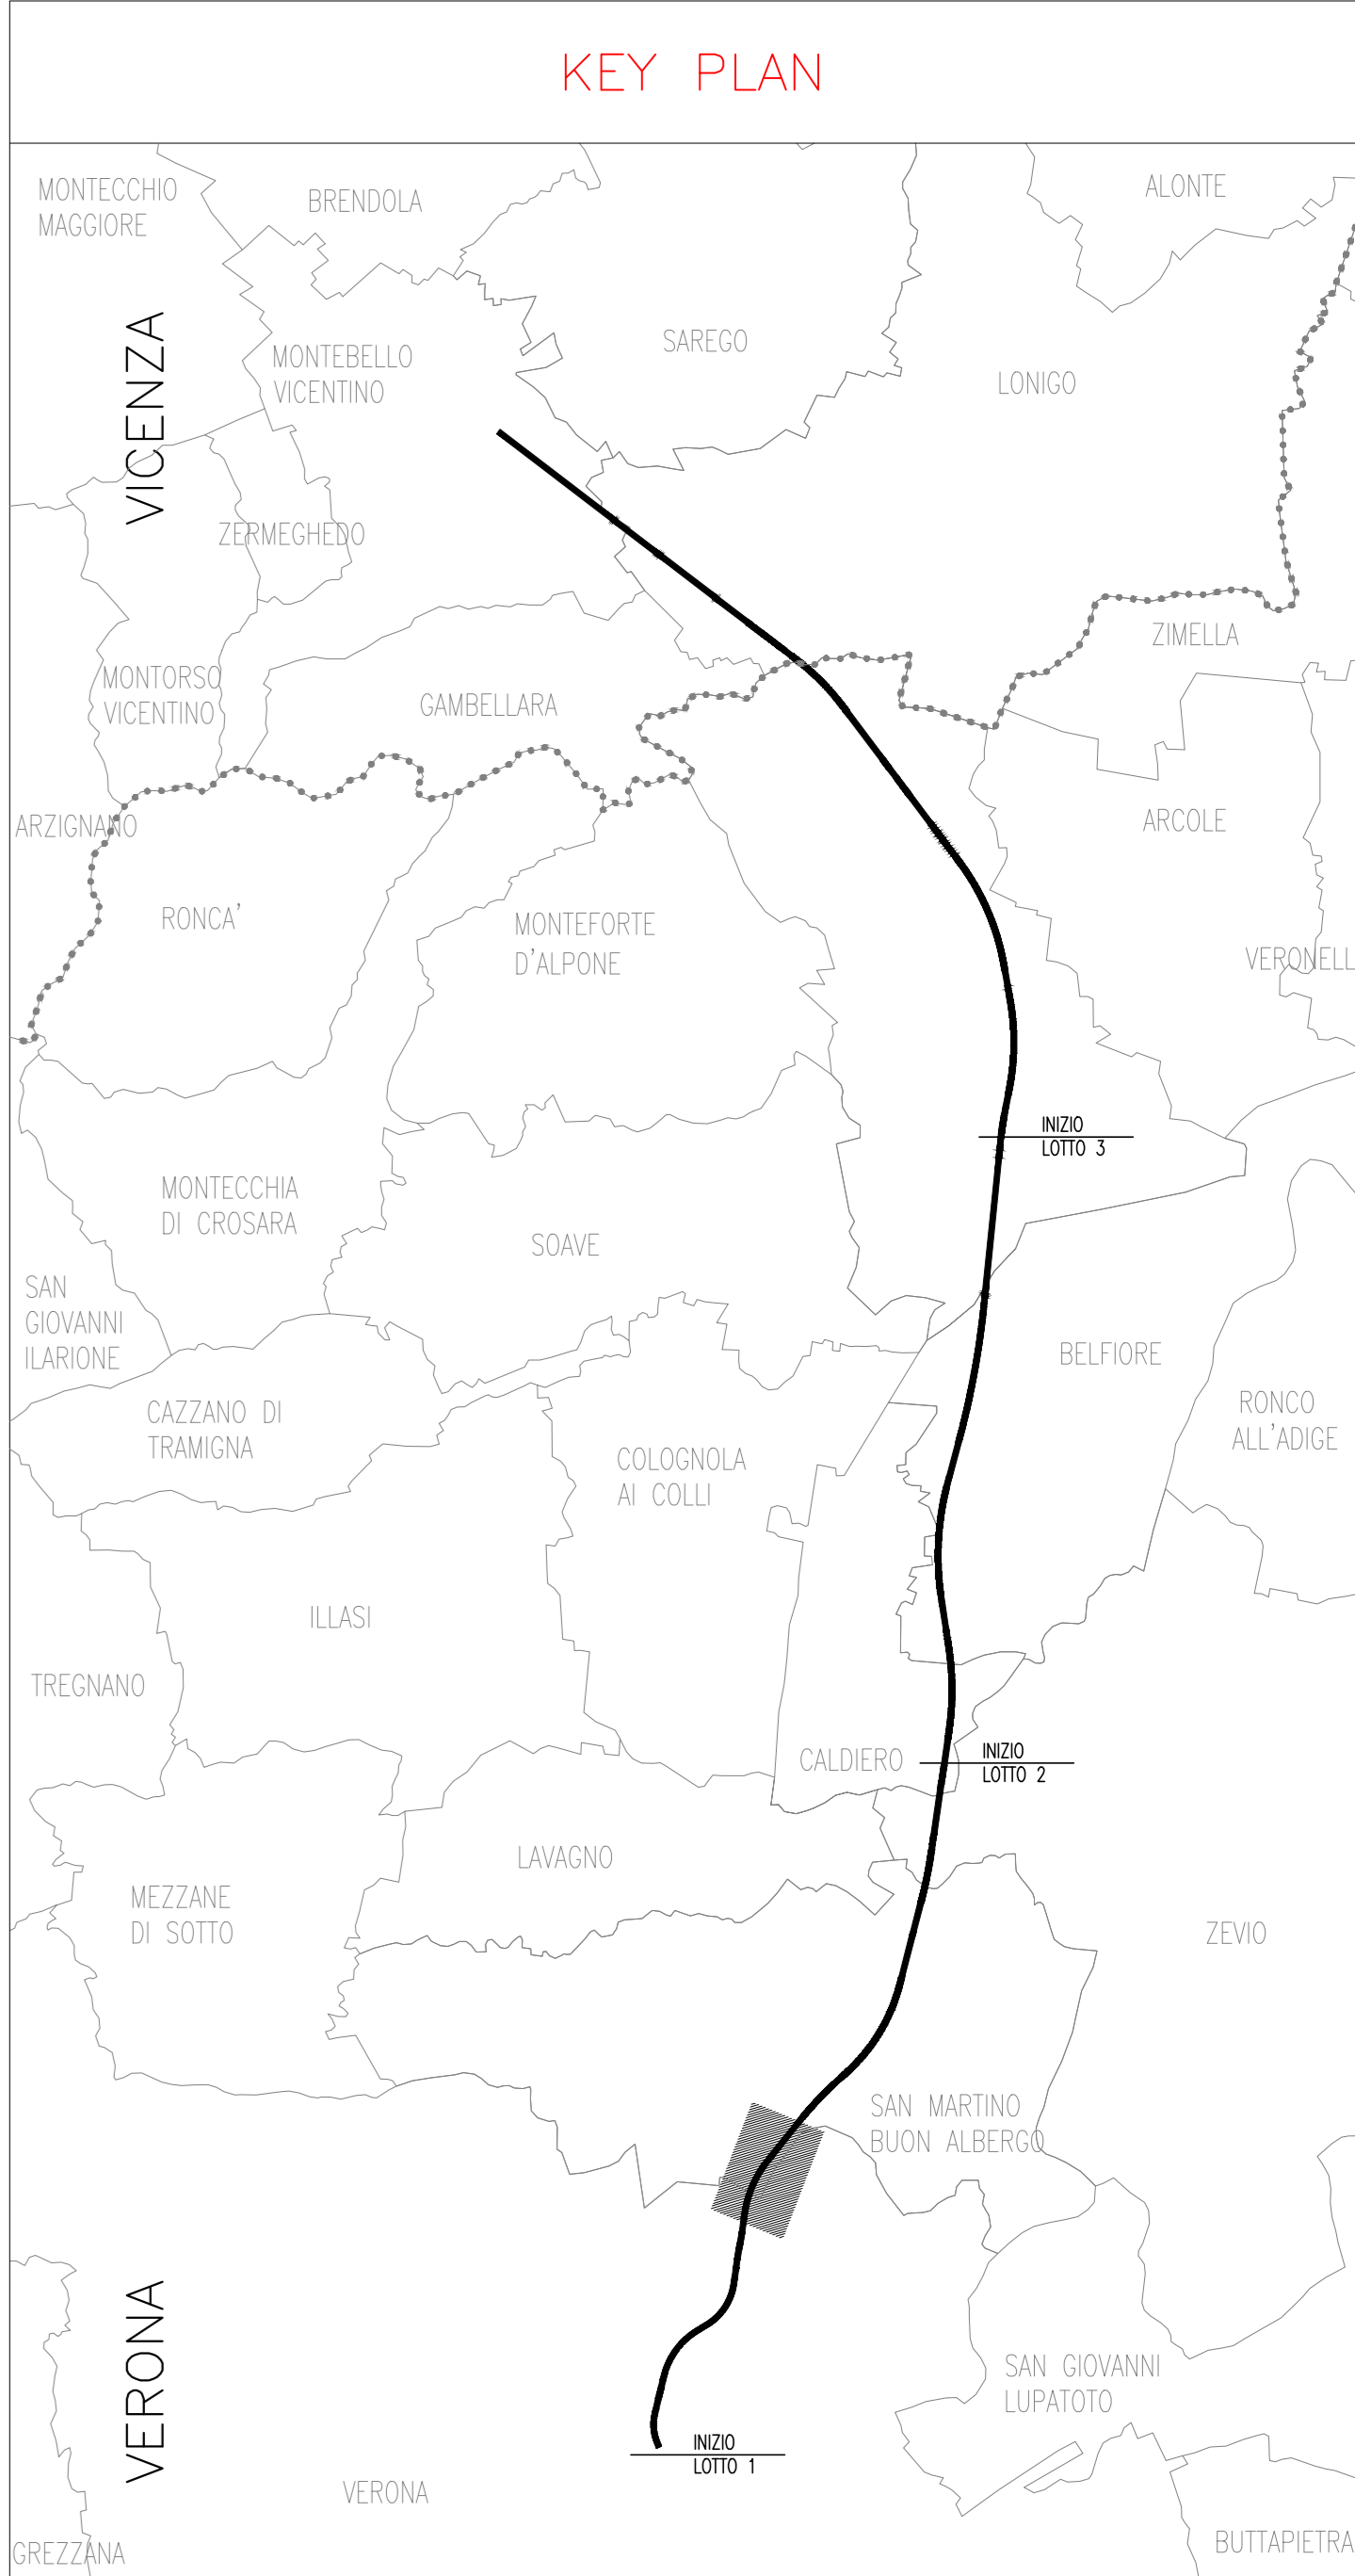 KEY PLAN
MONTECCHIO
MAGGIORE
BRENDOLA
ALONTE
VICENZA
MONTEBELLO
VICENTINO
SAREGO
LONIGO
ZERMEGHEDO
ZIMELLA
MONTORSO
VICENTINO
GAMBELLARA
ARZIGNANO
ARCOLE
RONCA'
MONTEFORTE
D'ALPONE
VERONELL
INIZIO
LOTTO 3
MONTECCHIA
DI CROSARA
SOAVE
SAN
GIOVANNI
ILARIONE
BELFIORE
CAZZANO DI
TRAMIGNA
RONCO
ALL'ADIGE
COLOGNOLA
AI COLLI
ILLASI
TREGNANO
CALDIERO
INIZIO
LOTTO 2
LAVAGNO
MEZZANE
DI SOTTO
ZEVIO
SAN MARTINO
BUON ALBERGO
VERONA
SAN GIOVANNI
LUPATOTO
INIZIO
LOTTO 1
VERONA
GREZZANA
BUTTAPIETRA